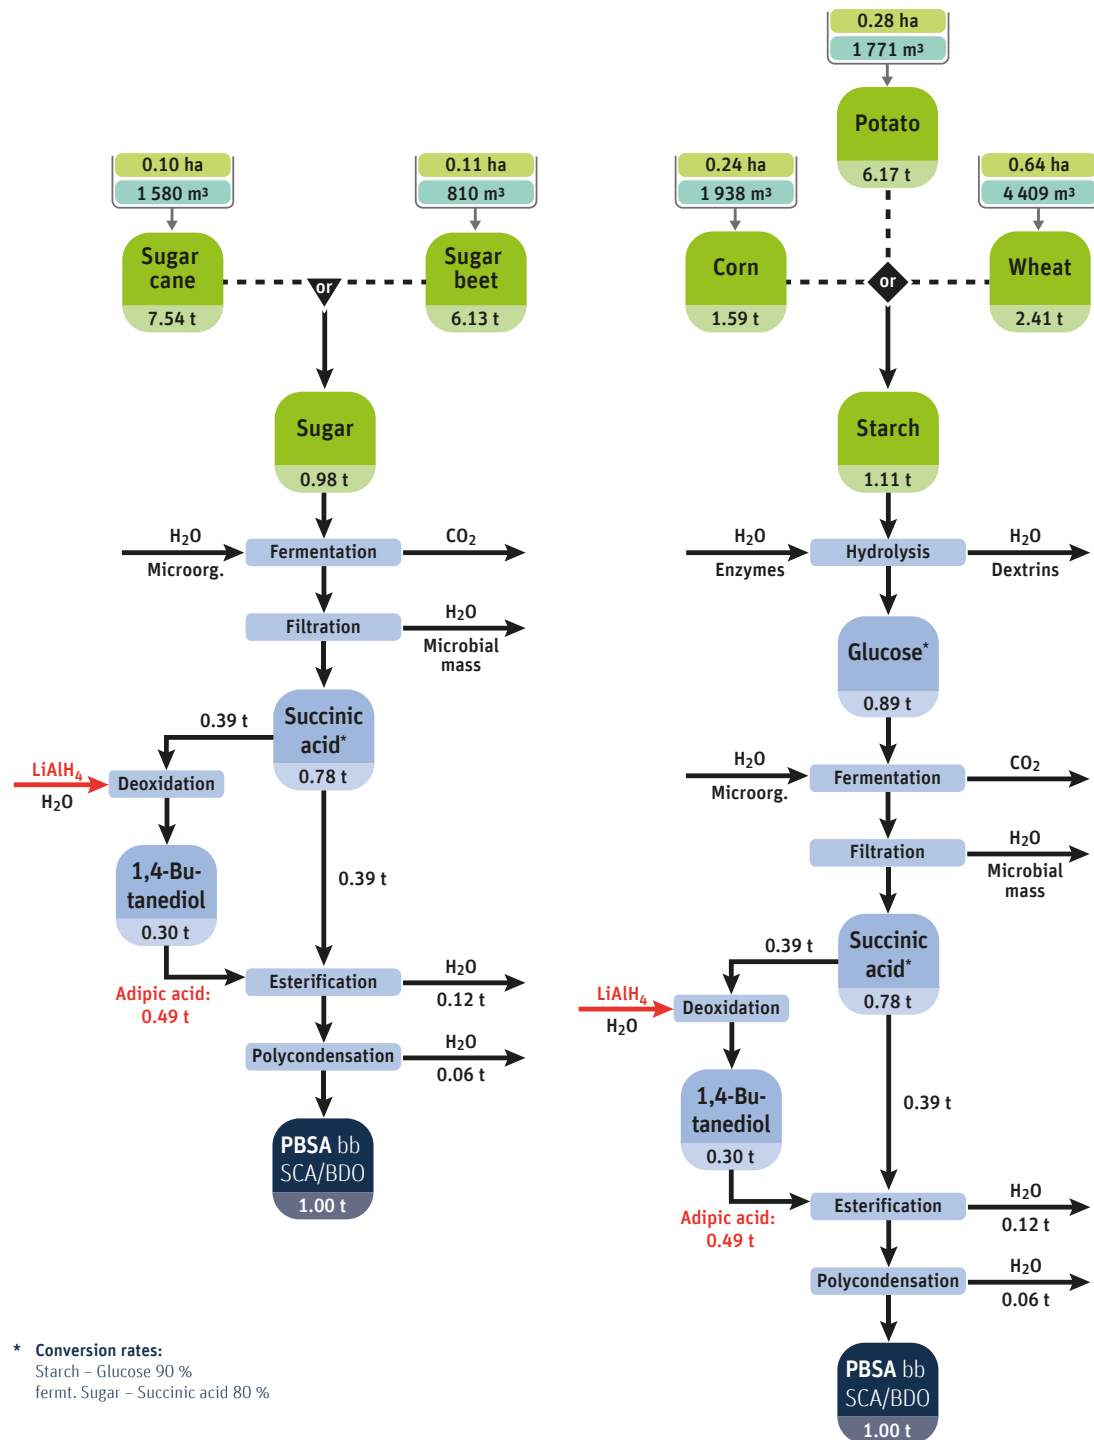 0.10 ha
1 580 m³
Sugar
cane
7.54 t
0.11 ha
810 m³
Sugar
beet
6.13 t
or
Sugar
0.98 t
H₂O
Microorg.
Fermentation
CO₂
Filtration
H₂O
Microbial
mass
0.39 t
Succinic
acid*
0.78 t
LiAlH₄
H₂O
Deoxidation
1,4-Bu-
tanediol
0.30 t
0.39 t
Adipic acid:
0.49 t
Esterification
H₂O
0.12 t
Polycondensation
H₂O
0.06 t
PBSA bb
SCA/BDO
1.00 t
0.28 ha
1 771 m³
Potato
6.17 t
0.24 ha
1 938 m³
Corn
1.59 t
0.64 ha
4 409 m³
Wheat
2.41 t
or
Starch
1.11 t
H₂O
Enzymes
Hydrolysis
H₂O
Dextrins
Glucose*
0.89 t
H₂O
Microorg.
Fermentation
CO₂
Filtration
H₂O
Microbial
mass
0.39 t
Succinic
acid*
0.78 t
LiAlH₄
H₂O
Deoxidation
1,4-Bu-
tanediol
0.30 t
0.39 t
Adipic acid:
0.49 t
Esterification
H₂O
0.12 t
Polycondensation
H₂O
0.06 t
PBSA bb
SCA/BDO
1.00 t
* Conversion rates:
Starch – Glucose 90 %
fermt. Sugar – Succinic acid 80 %